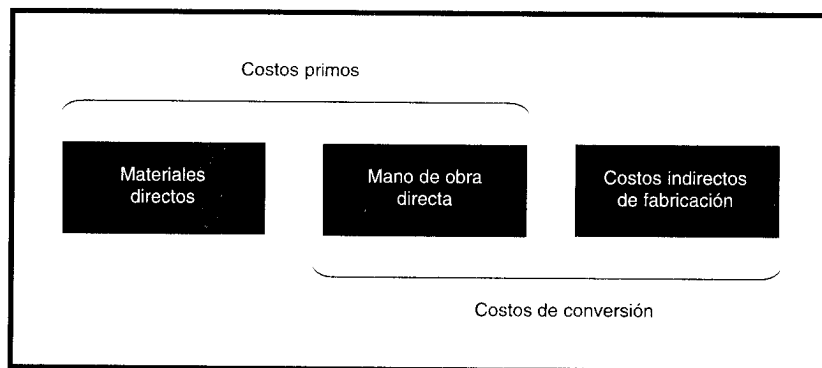 Costos primos
Materiales
directos
Mano de obra
directa
Costos indirectos
de fabricación
Costos de conversión